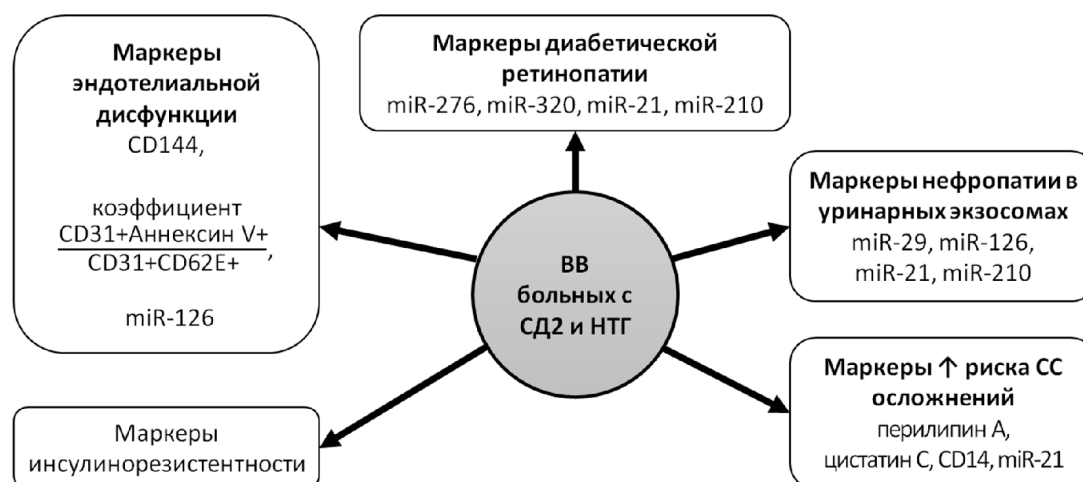 Маркеры
эндотелиальной
дисфункции
CD144,
коэффициент
CD31+Аннексин V+
CD31+CD62E+,
miR-126
Маркеры диабетической
ретинопатии
miR-276, miR-320, miR-21, miR-210
Маркеры нефропатии в
уринарных экзосомах
miR-29, miR-126,
miR-21, miR-210
ВВ
больных с
СД2 и НТГ
Маркеры
инсулинорезистентности
Маркеры ↑ риска СС
осложнений
перилипин А,
цистатин С, CD14, miR-21